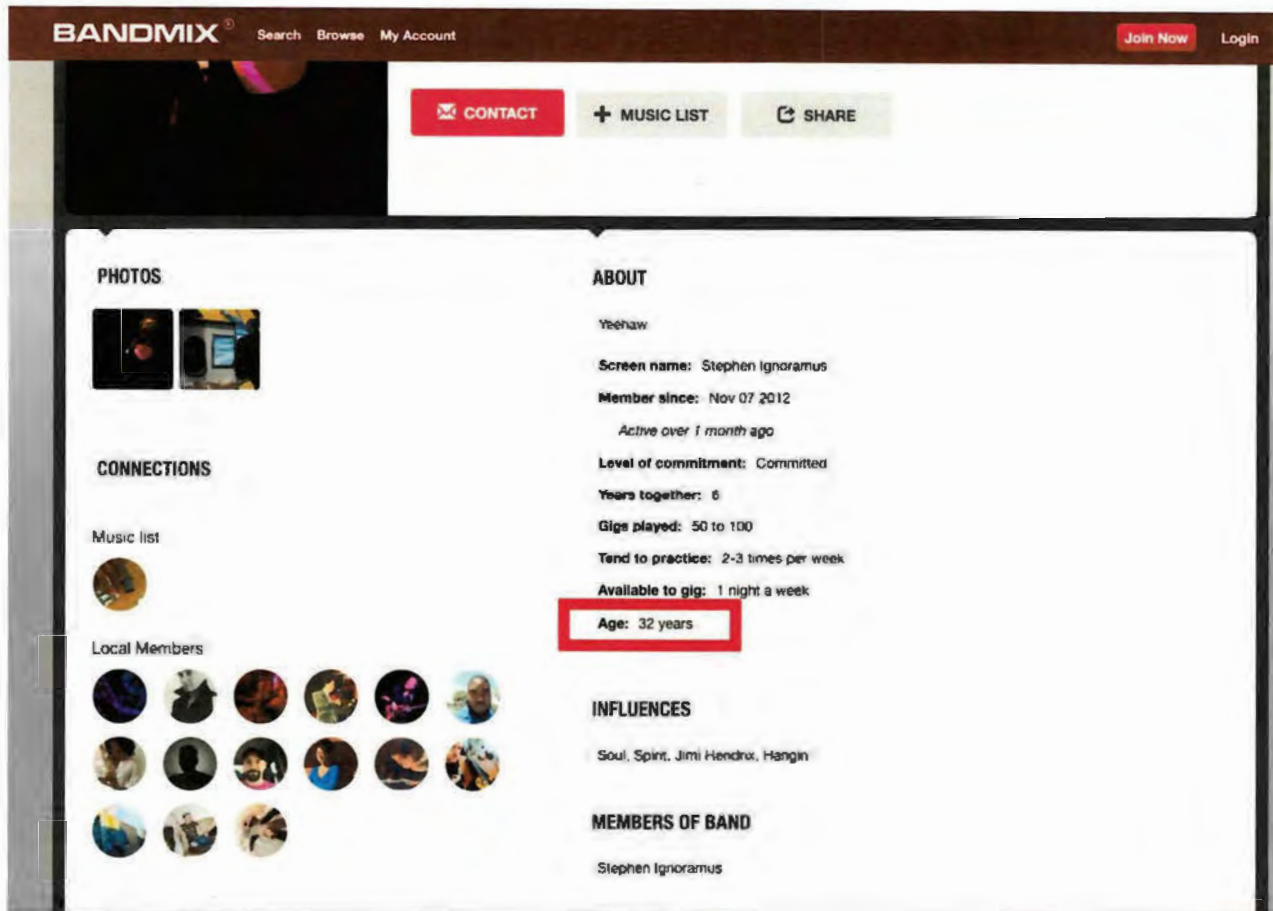 BANDMIX Search Browse My Account Join Now Login
CONTACT MUSIC LIST SHARE
PHOTOS
CONNECTIONS
Music list
Local Members
ABOUT
Yeehaw
Screen name: Stephen Ignoramus
Member since: Nov 07 2012
Active over 1 month ago
Level of commitment: Committed
Years together: 6
Gigs played: 50 to 100
Tend to practice: 2-3 times per week
Available to gig: 1 night a week
Age: 32 years
INFLUENCES
Soul, Spirit, Jimi Hendrix, Hangin
MEMBERS OF BAND
Stephen Ignoramus